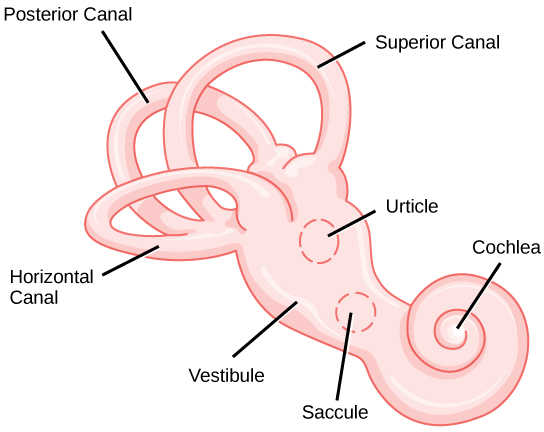 Posterior Canal
Superior Canal
Urticle
Cochlea
Horizontal
Canal
Vestibule
Saccule